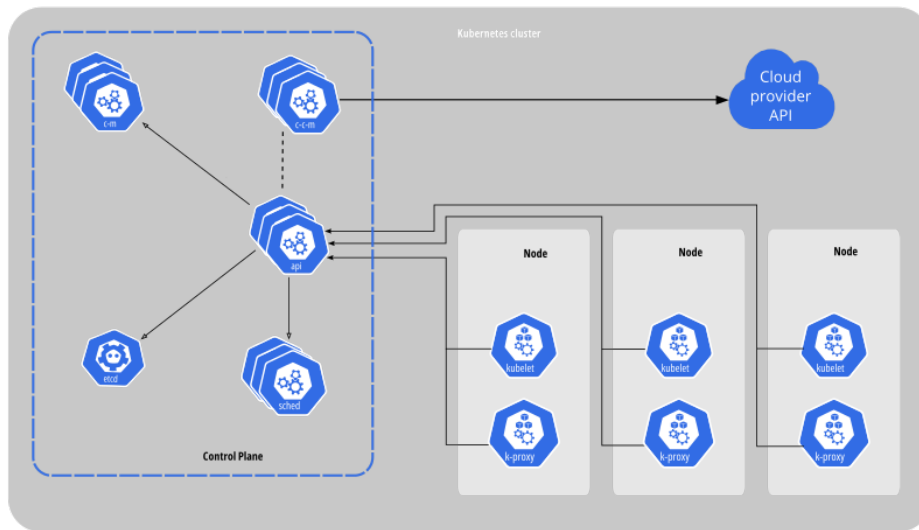 Kubernetes cluster
c-m
c-c-m
Cloud
provider
API
api
etcd
sched
Control Plane
Node
kubelet
k-proxy
Node
kubelet
k-proxy
Node
kubelet
k-proxy